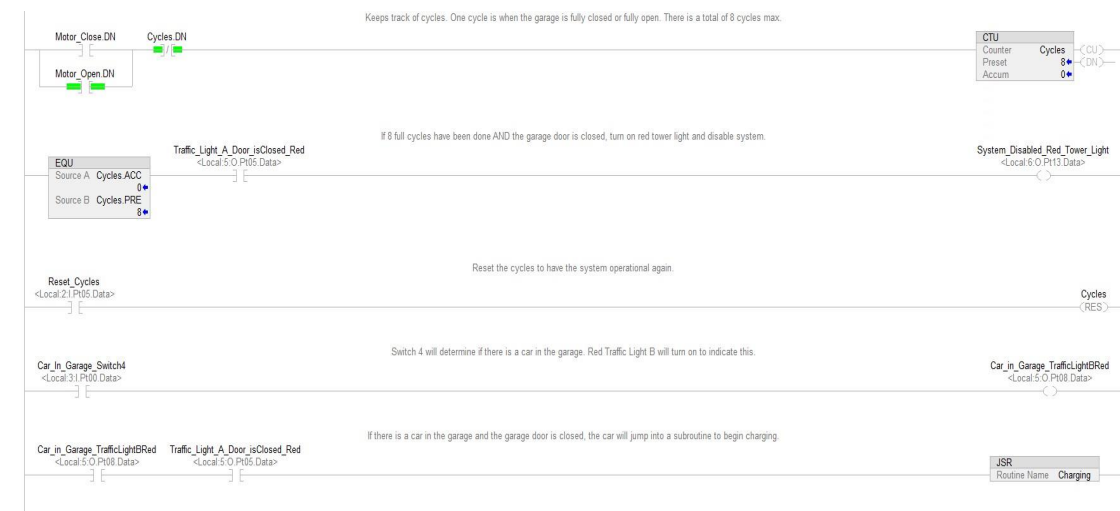 Keeps track of cycles. One cycle is when the garage is fully closed or fully open. There is a total of 8 cycles max.
Motor_Close.DN Cycles.DN
Motor_Open.DN
CTU
Counter Cycles (CU)
Preset 8 (DN)
Accum 0
If 8 full cycles have been done AND the garage door is closed, turn on red tower light and disable system.
Traffic_Light_A_Door_isClosed_Red System_Disabled_Red_Tower_Light
<Local:5:O.Pt05.Data> <Local:6:O.Pt13.Data>
EQU
Source A Cycles.ACC
0
Source B Cycles.PRE
8
Reset the cycles to have the system operational again.
Reset_Cycles
<Local:2:I.Pt05.Data>
Cycles
(RES)
Switch 4 will determine if there is a car in the garage. Red Traffic Light B will turn on to indicate this.
Car_In_Garage_Switch4 Car_in_Garage_TrafficLightBRed
<Local:3:I.Pt00.Data> <Local:5:O.Pt08.Data>
If there is a car in the garage and the garage door is closed, the car will jump into a subroutine to begin charging.
Car_in_Garage_TrafficLightBRed Traffic_Light_A_Door_isClosed_Red
<Local:5:O.Pt08.Data> <Local:5:O.Pt05.Data>
JSR
Routine Name Charging